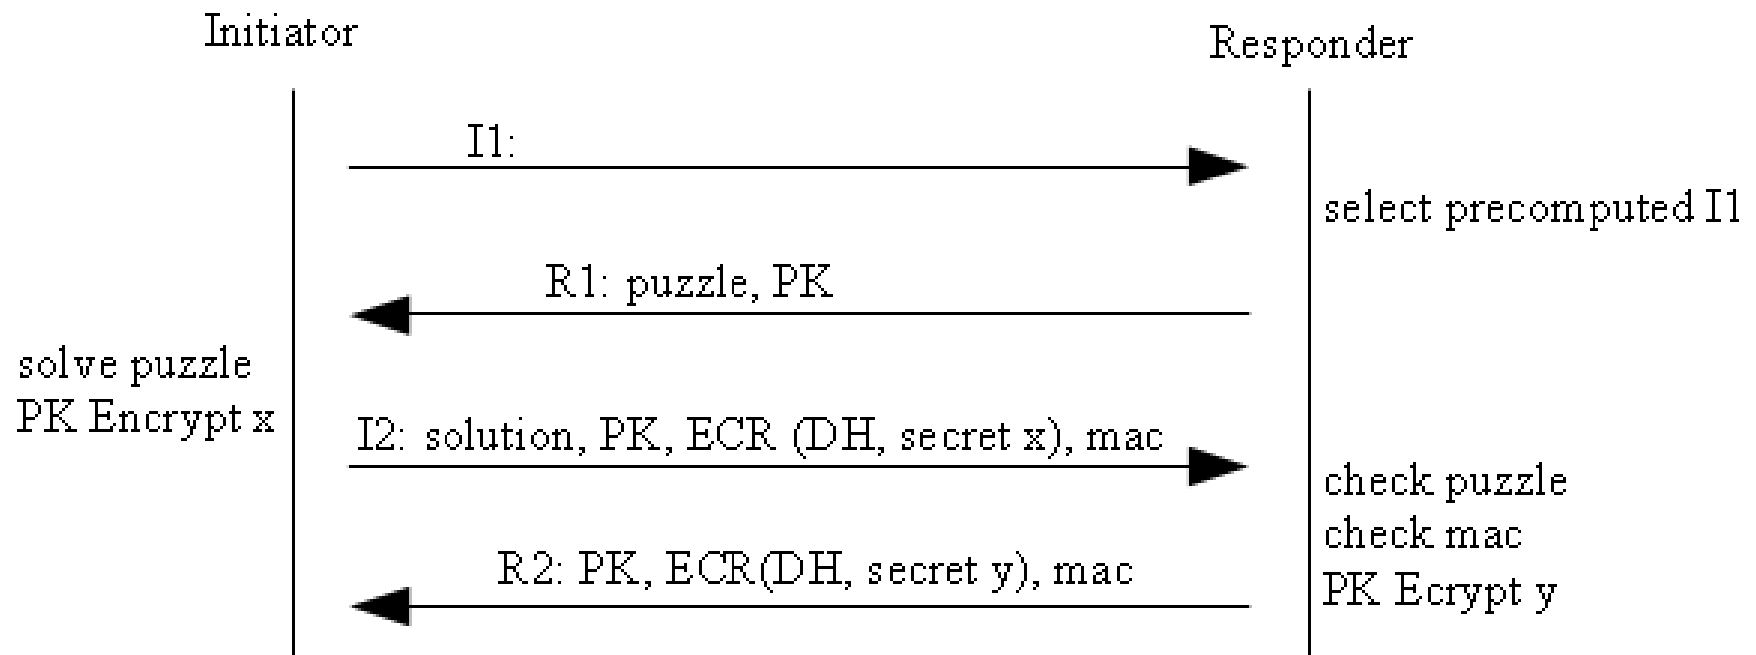 Initiator
Responder
I1:
select precomputed I1
R1: puzzle, PK
solve puzzle
PK Encrypt x
I2: solution, PK, ECR (DH, secret x), mac
check puzzle
check mac
R2: PK, ECR(DH, secret y), mac
PK Ecrypt y